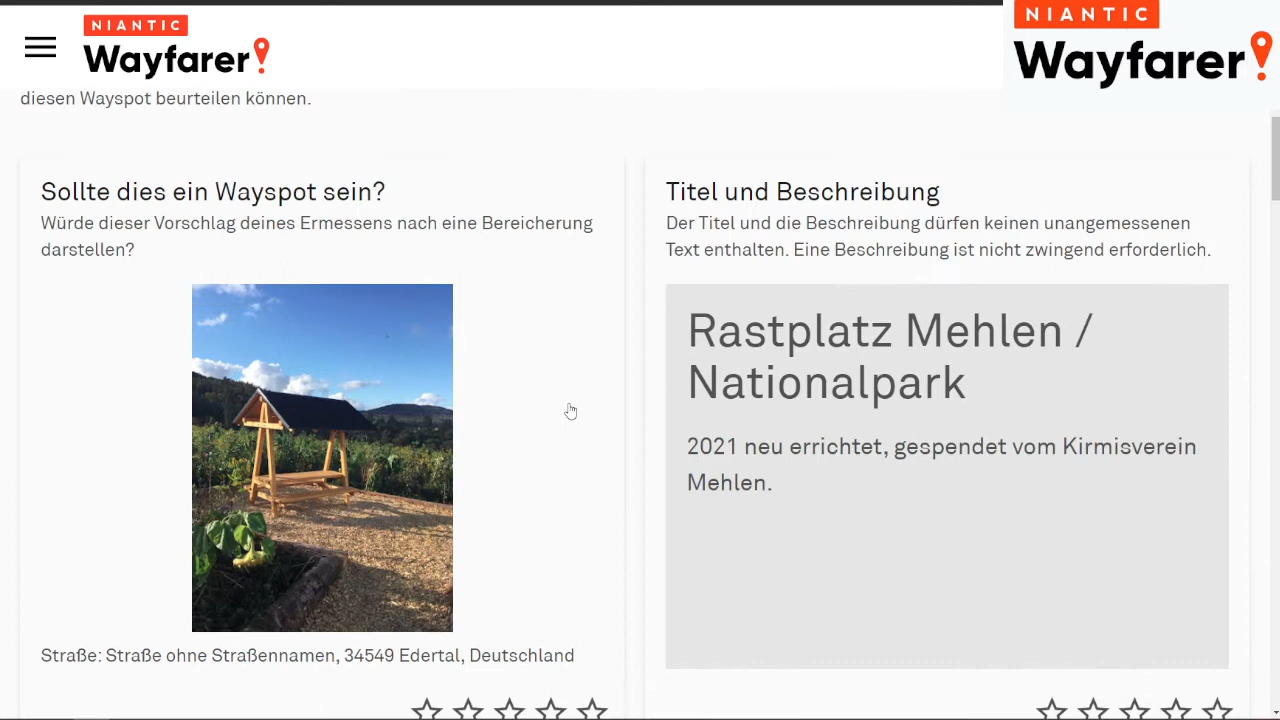 NIANTIC
Wayfarer!
NIANTIC
Wayfarer!
diesen Wayspot beurteilen können.
Sollte dies ein Wayspot sein?
Würde dieser Vorschlag deines Ermessens nach eine Bereicherung
darstellen?
Straße: Straße ohne Straßennamen, 34549 Edertal, Deutschland
Titel und Beschreibung
Der Titel und die Beschreibung dürfen keinen unangemessenen
Text enthalten. Eine Beschreibung ist nicht zwingend erforderlich.
Rastplatz Mehlen /
Nationalpark
2021 neu errichtet, gespendet vom Kirmisverein
Mehlen.